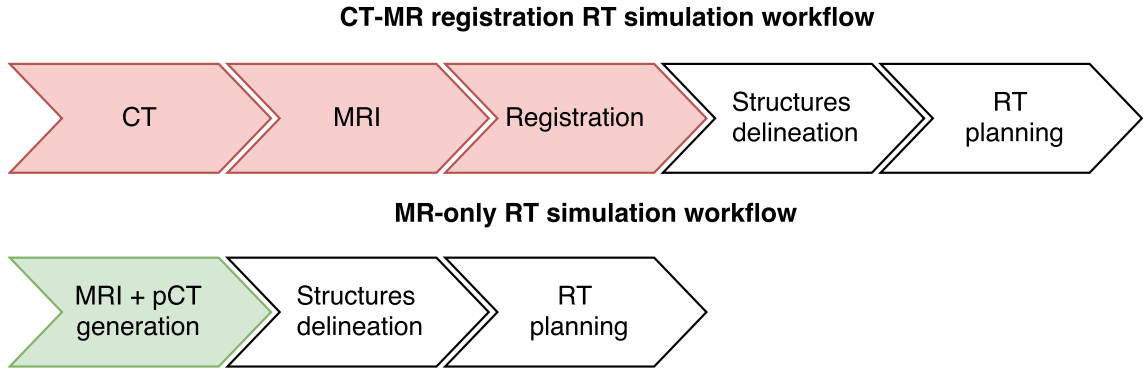 CT-MR registration RT simulation workflow
CT
MRI
Registration
Structures
delineation
RT
planning
MR-only RT simulation workflow
MRI + pCT
generation
Structures
delineation
RT
planning